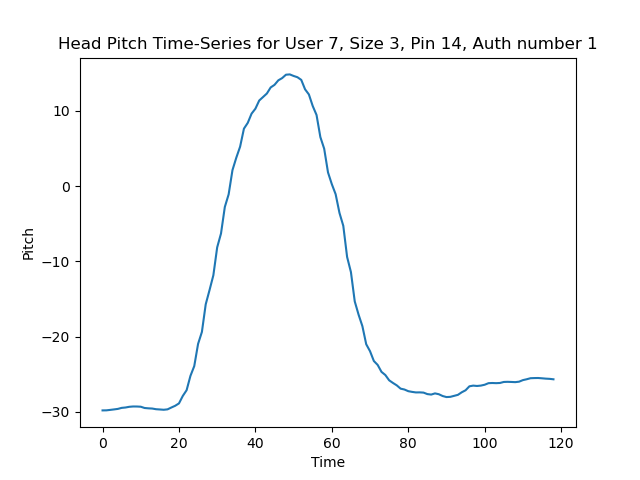 Head Pitch Time-Series for User 7, Size 3, Pin 14, Auth number 1
10
0
−10
−20
−30
Pitch
0 20 40 60 80 100 120
Time